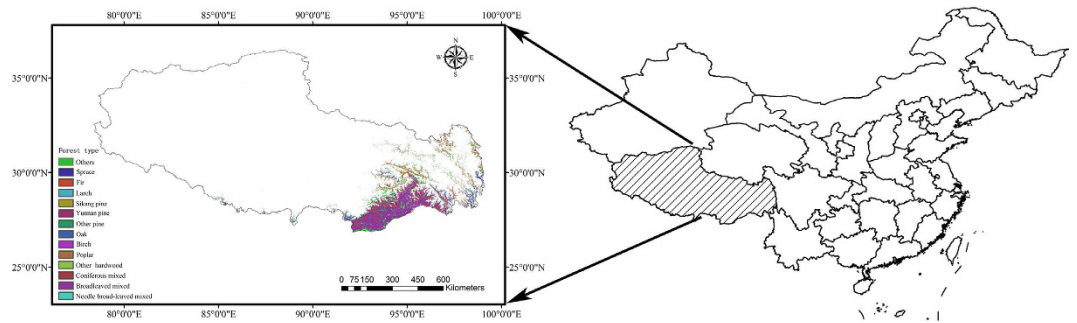 80°0'0"E 85°0'0"E 90°0'0"E 95°0'0"E 100°0'0"E
35°0'0"N 35°0'0"N
30°0'0"N 30°0'0"N
25°0'0"N 25°0'0"N
N
W E
S
Forest type
Others
Spruce
Fir
Larch
Sikang pine
Yunnan pine
Other pine
Oak
Birch
Poplar
Other hardwood
Coniferous mixed
Broadleaved mixed
Needle broad-leaved mixed
0 75 150 300 450 600
Kilometers
80°0'0"E 85°0'0"E 90°0'0"E 95°0'0"E 100°0'0"E